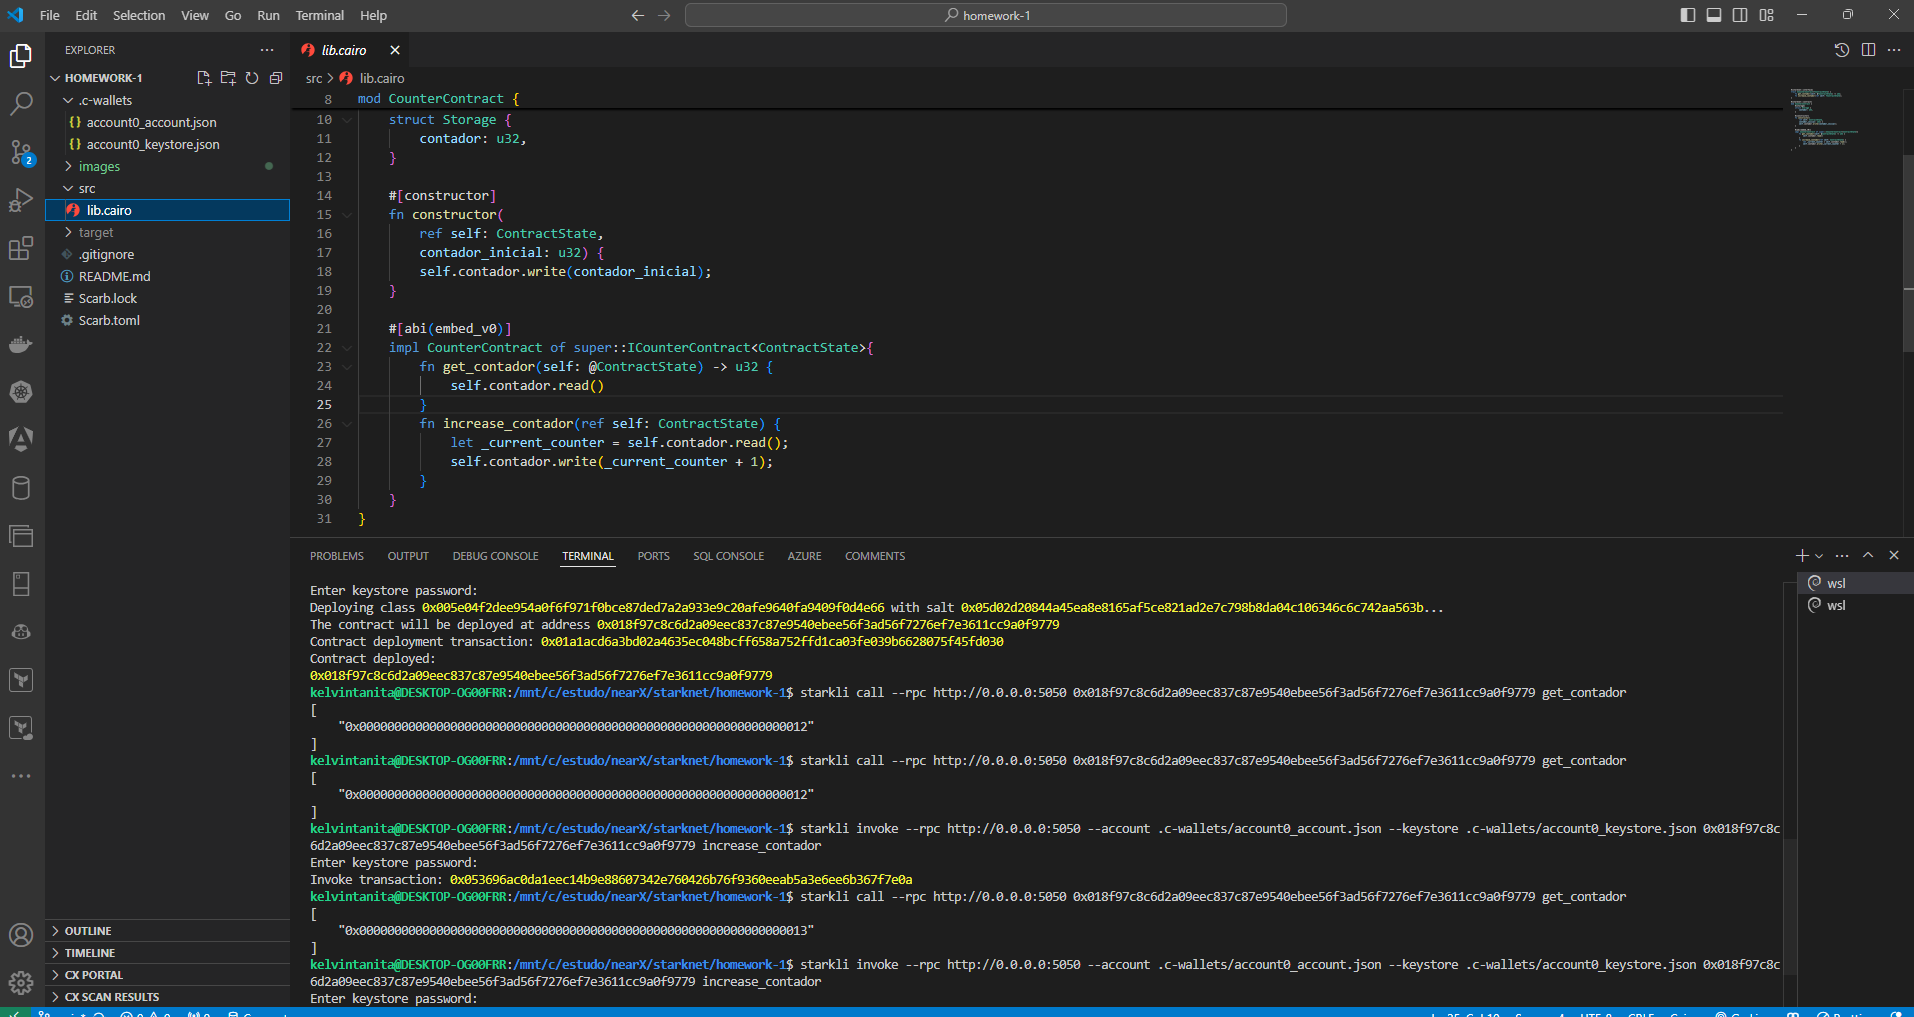 File Edit Selection View Go Run Terminal Help
homework-1
EXPLORER
HOMEWORK-1
.c-wallets
{} account0_account.json
{} account0_keystore.json
images
src
lib.cairo
target
.gitignore
README.md
Scarb.lock
Scarb.toml
OUTLINE
TIMELINE
CX PORTAL
CX SCAN RESULTS
2
lib.cairo
src > lib.cairo
8 mod CounterContract {
10 struct Storage {
11 contador: u32,
12 }
13
14 #[constructor]
15 fn constructor(
16 ref self: ContractState,
17 contador_inicial: u32) {
18 self.contador.write(contador_inicial);
19 }
20
21 #[abi(embed_v0)]
22 impl CounterContract of super::ICounterContract<ContractState>{
23 fn get_contador(self: @ContractState) -> u32 {
24 self.contador.read()
25 }
26 fn increase_contador(ref self: ContractState) {
27 let _current_counter = self.contador.read();
28 self.contador.write(_current_counter + 1);
29 }
30 }
31 }
PROBLEMS OUTPUT DEBUG CONSOLE TERMINAL PORTS SQL CONSOLE AZURE COMMENTS
wsl
wsl
Enter keystore password:
Deploying class 0x005e04f2dee954a0f6f971f0bce87ded7a2a933e9c20afe9640fa9409f0d4e66 with salt 0x05d02d20844a45ea8e8165af5ce821ad2e7c798b8da04c106346c6c742aa563b...
The contract will be deployed at address 0x018f97c8c6d2a09eec837c87e9540ebee56f3ad56f7276ef7e3611cc9a0f9779
Contract deployment transaction: 0x01a1acd6a3bd02a4635ec048bcff658a752ffd1ca03fe039b6628075f45fd030
Contract deployed:
0x018f97c8c6d2a09eec837c87e9540ebee56f3ad56f7276ef7e3611cc9a0f9779
kelvintanita@DESKTOP-OG00FRR:/mnt/c/estudo/nearX/starknet/homework-1$ starkli call --rpc http://0.0.0.0:5050 0x018f97c8c6d2a09eec837c87e9540ebee56f3ad56f7276ef7e3611cc9a0f9779 get_contador
[
"0x0000000000000000000000000000000000000000000000000000000000000012"
]
kelvintanita@DESKTOP-OG00FRR:/mnt/c/estudo/nearX/starknet/homework-1$ starkli call --rpc http://0.0.0.0:5050 0x018f97c8c6d2a09eec837c87e9540ebee56f3ad56f7276ef7e3611cc9a0f9779 get_contador
[
"0x0000000000000000000000000000000000000000000000000000000000000012"
]
kelvintanita@DESKTOP-OG00FRR:/mnt/c/estudo/nearX/starknet/homework-1$ starkli invoke --rpc http://0.0.0.0:5050 --account .c-wallets/account0_account.json --keystore .c-wallets/account0_keystore.json 0x018f97c8c
6d2a09eec837c87e9540ebee56f3ad56f7276ef7e3611cc9a0f9779 increase_contador
Enter keystore password:
Invoke transaction: 0x053696ac0da1eec14b9e88607342e760426b76f9360eeab5a3e6ee6b367f7e0a
kelvintanita@DESKTOP-OG00FRR:/mnt/c/estudo/nearX/starknet/homework-1$ starkli call --rpc http://0.0.0.0:5050 0x018f97c8c6d2a09eec837c87e9540ebee56f3ad56f7276ef7e3611cc9a0f9779 get_contador
[
"0x0000000000000000000000000000000000000000000000000000000000000013"
]
kelvintanita@DESKTOP-OG00FRR:/mnt/c/estudo/nearX/starknet/homework-1$ starkli invoke --rpc http://0.0.0.0:5050 --account .c-wallets/account0_account.json --keystore .c-wallets/account0_keystore.json 0x018f97c8c
6d2a09eec837c87e9540ebee56f3ad56f7276ef7e3611cc9a0f9779 increase_contador
Enter keystore password: